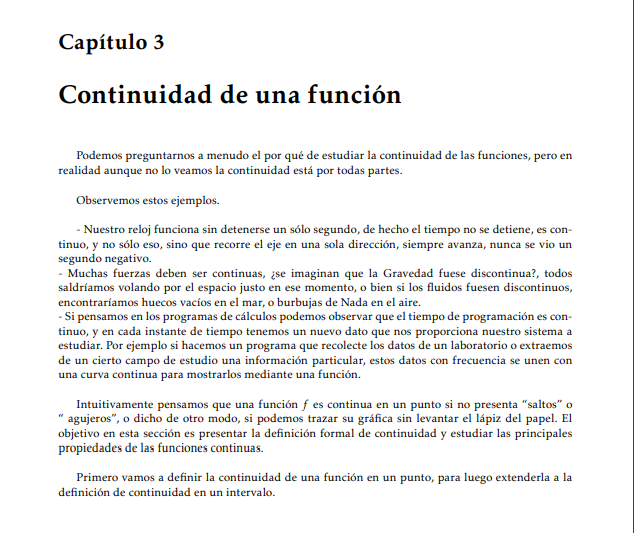 Capítulo 3
Continuidad de una función
Podemos preguntarnos a menudo el por qué de estudiar la continuidad de las funciones, pero en
realidad aunque no lo veamos la continuidad está por todas partes.
Observemos estos ejemplos.
- Nuestro reloj funciona sin detenerse un sólo segundo, de hecho el tiempo no se detiene, es con-
tinuo, y no sólo eso, sino que recorre el eje en una sola dirección, siempre avanza, nunca se vio un
segundo negativo.
- Muchas fuerzas deben ser continuas, ¿se imaginan que la Gravedad fuese discontinua?, todos
saldríamos volando por el espacio justo en ese momento, o bien si los fluidos fuesen discontinuos,
encontraríamos huecos vacíos en el mar, o burbujas de Nada en el aire.
- Si pensamos en los programas de cálculos podemos observar que el tiempo de programación es con-
tinuo, y en cada instante de tiempo tenemos un nuevo dato que nos proporciona nuestro sistema a
estudiar. Por ejemplo si hacemos un programa que recolecte los datos de un laboratorio o extraemos
de un cierto campo de estudio una información particular, estos datos con frecuencia se unen con
una curva continua para mostrarlos mediante una función.
Intuitivamente pensamos que una función f es continua en un punto si no presenta “saltos” o
“ agujeros”, o dicho de otro modo, si podemos trazar su gráfica sin levantar el lápiz del papel. El
objetivo en esta sección es presentar la definición formal de continuidad y estudiar las principales
propiedades de las funciones continuas.
Primero vamos a definir la continuidad de una función en un punto, para luego extenderla a la
definición de continuidad en un intervalo.